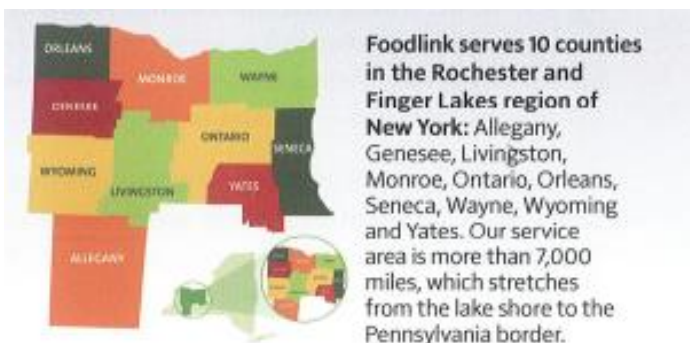 ORLEANS
MONROE
WAYNE
GENESEE
ONTARIO
SENECA
WYOMING
LIVINGSTON
YATES
ALLEGANY
Foodlink serves 10 counties
in the Rochester and
Finger Lakes region of
New York: Allegany,
Genesee, Livingston,
Monroe, Ontario, Orleans,
Seneca, Wayne, Wyoming
and Yates. Our service
area is more than 7,000
miles, which stretches
from the lake shore to the
Pennsylvania border.